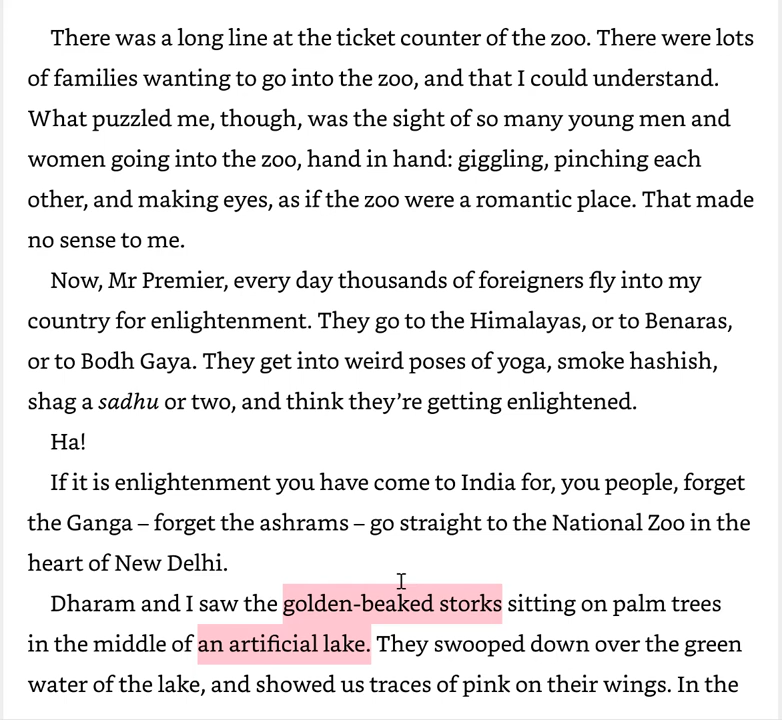 There was a long line at the ticket counter of the zoo. There were lots
of families wanting to go into the zoo, and that I could understand.
What puzzled me, though, was the sight of so many young men and
women going into the zoo, hand in hand: giggling, pinching each
other, and making eyes, as if the zoo were a romantic place. That made
no sense to me.
Now, Mr Premier, every day thousands of foreigners fly into my
country for enlightenment. They go to the Himalayas, or to Benaras,
or to Bodh Gaya. They get into weird poses of yoga, smoke hashish,
shag a sadhu or two, and think they’re getting enlightened.
Ha!
If it is enlightenment you have come to India for, you people, forget
the Ganga – forget the ashrams – go straight to the National Zoo in the
heart of New Delhi.
Dharam and I saw the golden-beaked storks sitting on palm trees
in the middle of an artificial lake. They swooped down over the green
water of the lake, and showed us traces of pink on their wings. In the